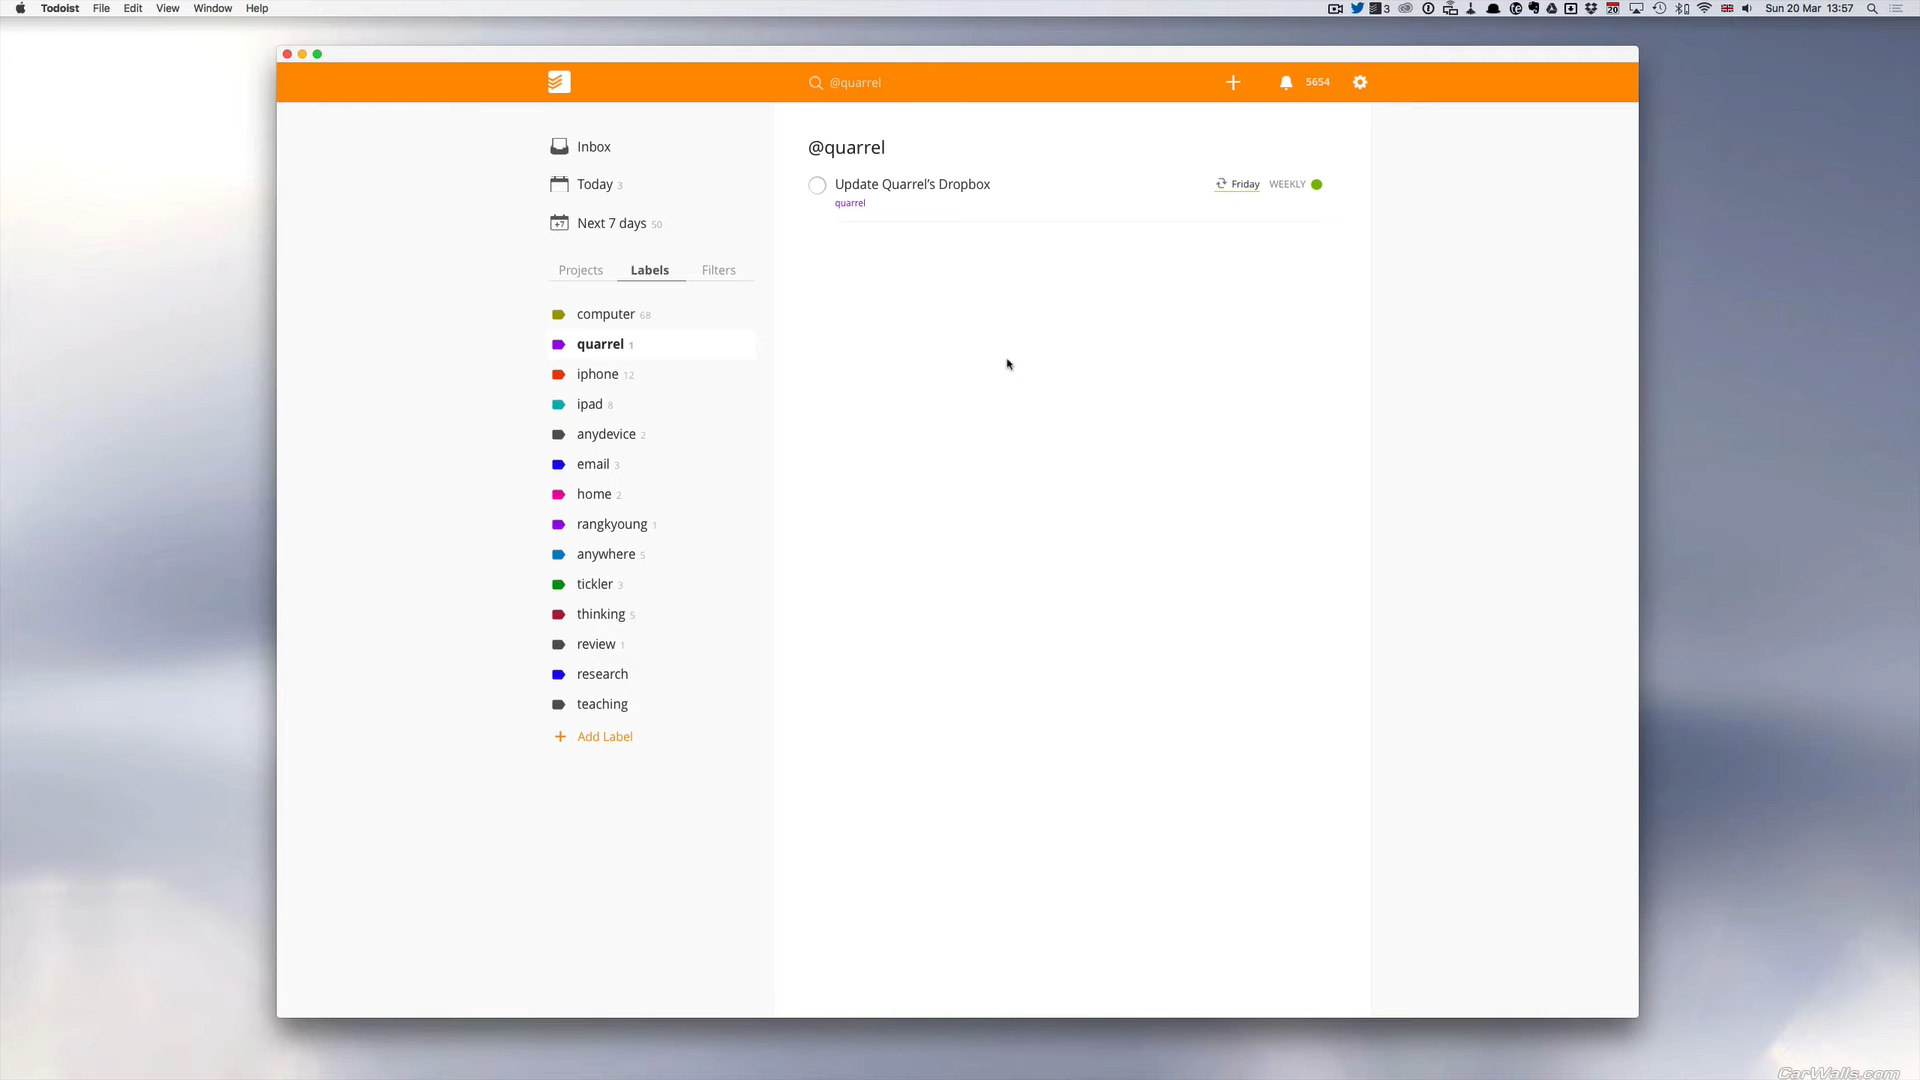 Todoist File Edit View Window Help
3
20
Sun 20 Mar 13:57
@quarrel
5654
Inbox
Today 3
+7 Next 7 days 50
Projects Labels Filters
computer 68
quarrel 1
iphone 12
ipad 8
anydevice 2
email 3
home 2
rangkyoung 1
anywhere 5
tickler 3
thinking 5
review 1
research
teaching
+ Add Label
@quarrel
Update Quarrel’s Dropbox
Friday WEEKLY
quarrel
CarWalls.com